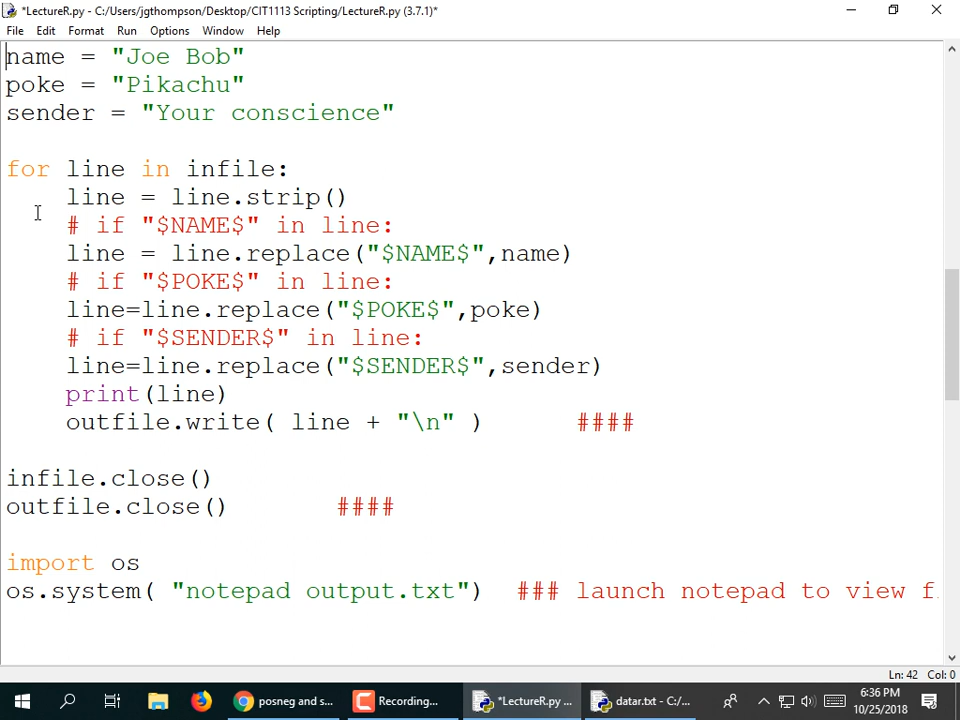 *LectureR.py - C:/Users/jgthompson/Desktop/CIT1113 Scripting/LectureR.py (3.7.1)*
File Edit Format Run Options Window Help
name = "Joe Bob"
poke = "Pikachu"
sender = "Your conscience"
for line in infile:
    line = line.strip()
    # if "$NAME$" in line:
    line = line.replace("$NAME$",name)
    # if "$POKE$" in line:
    line=line.replace("$POKE$",poke)
    # if "$SENDER$" in line:
    line=line.replace("$SENDER$",sender)
    print(line)
    outfile.write( line + "\n" )      ####
infile.close()
outfile.close()       ####
import os
os.system( "notepad output.txt")  ### launch notepad to view f
Ln: 42 Col: 0
posneg and s... Recording... *LectureR.py ... datar.txt - C:/... 6:36 PM
10/25/2018